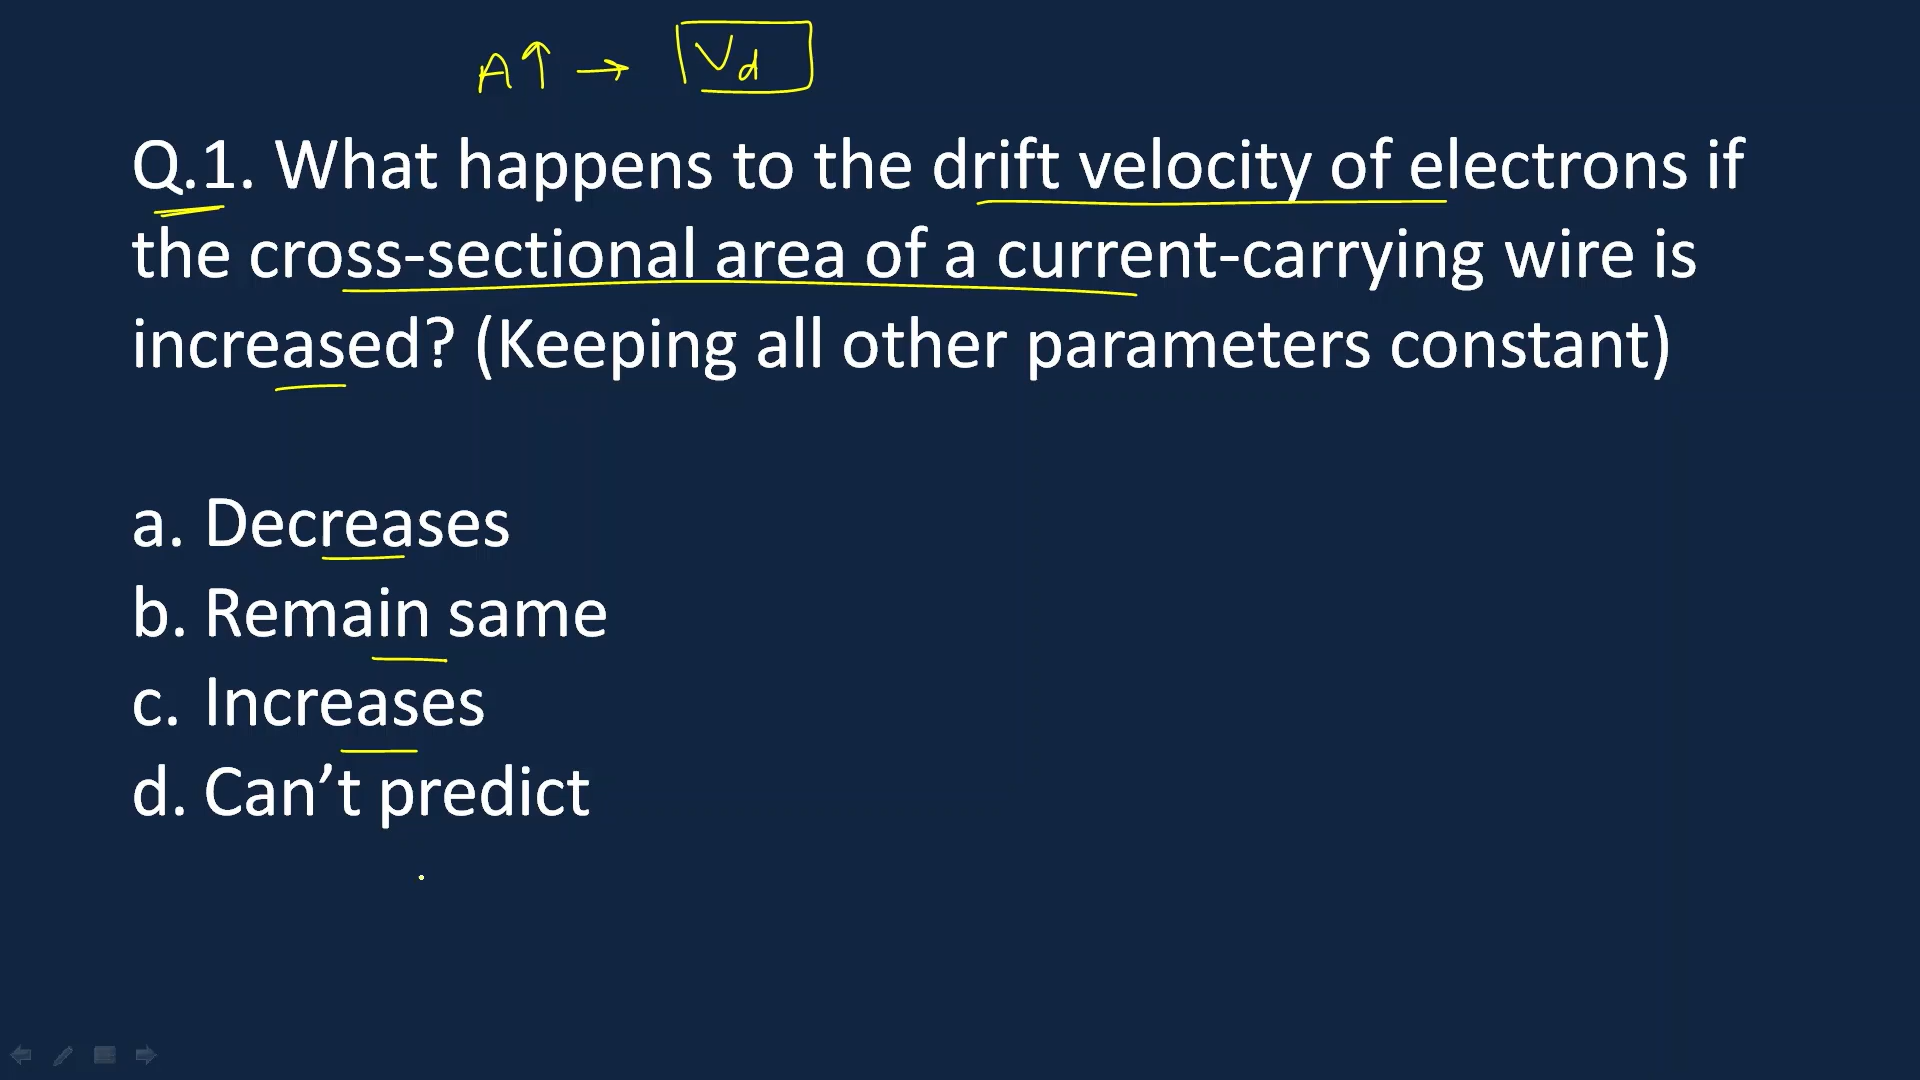 A↑ → Vd
Q.1. What happens to the drift velocity of electrons if
the cross-sectional area of a current-carrying wire is
increased? (Keeping all other parameters constant)
a. Decreases
b. Remain same
c. Increases
d. Can’t predict